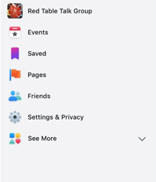 Red Table Talk Group
Events
Saved
Pages
Friends
Settings & Privacy
See More